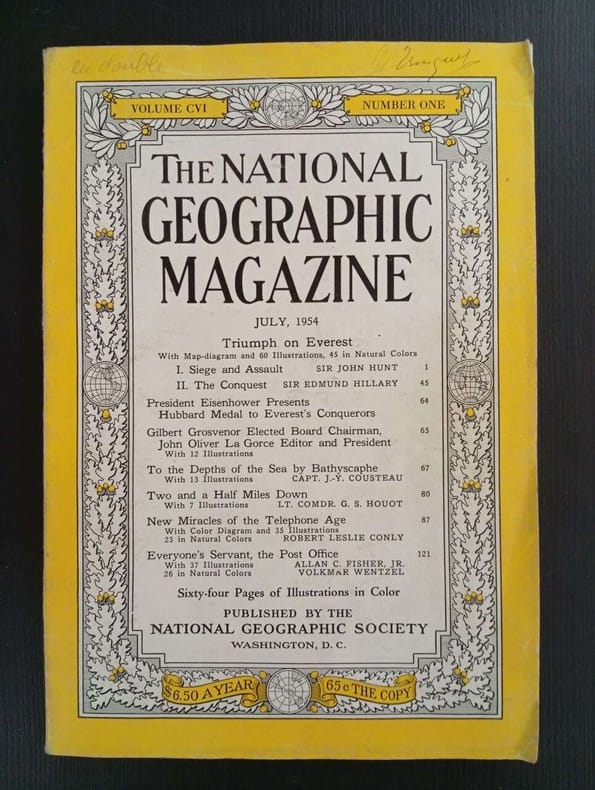 en double
VOLUME CVI
NUMBER ONE
THE NATIONAL
GEOGRAPHIC
MAGAZINE
JULY, 1954
Triumph on Everest
With Map-diagram and 60 Illustrations, 45 in Natural Colors
I. Siege and Assault SIR JOHN HUNT 1
II. The Conquest SIR EDMUND HILLARY 45
President Eisenhower Presents 64
Hubbard Medal to Everest's Conquerors
Gilbert Grosvenor Elected Board Chairman, 65
John Oliver La Gorce Editor and President
With 12 Illustrations
To the Depths of the Sea by Bathyscaphe 67
With 13 Illustrations CAPT. J.-Y. COUSTEAU
Two and a Half Miles Down 80
With 7 Illustrations LT. COMDR. G. S. HOUOT
New Miracles of the Telephone Age 87
With Color Diagram and 35 Illustrations
23 in Natural Colors ROBERT LESLIE CONLY
Everyone's Servant, the Post Office 121
With 37 Illustrations ALLAN C. FISHER, JR.
26 in Natural Colors VOLKMAR WENTZEL
Sixty-four Pages of Illustrations in Color
PUBLISHED BY THE
NATIONAL GEOGRAPHIC SOCIETY
WASHINGTON, D. C.
$6.50 A YEAR
65¢ THE COPY